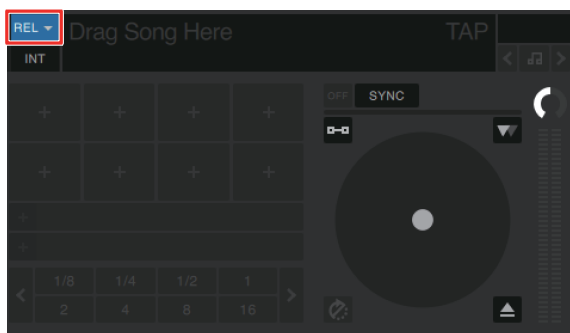 REL
Drag Song Here
TAP
INT
OFF SYNC
1/8 1/4 1/2 1
2 4 8 16